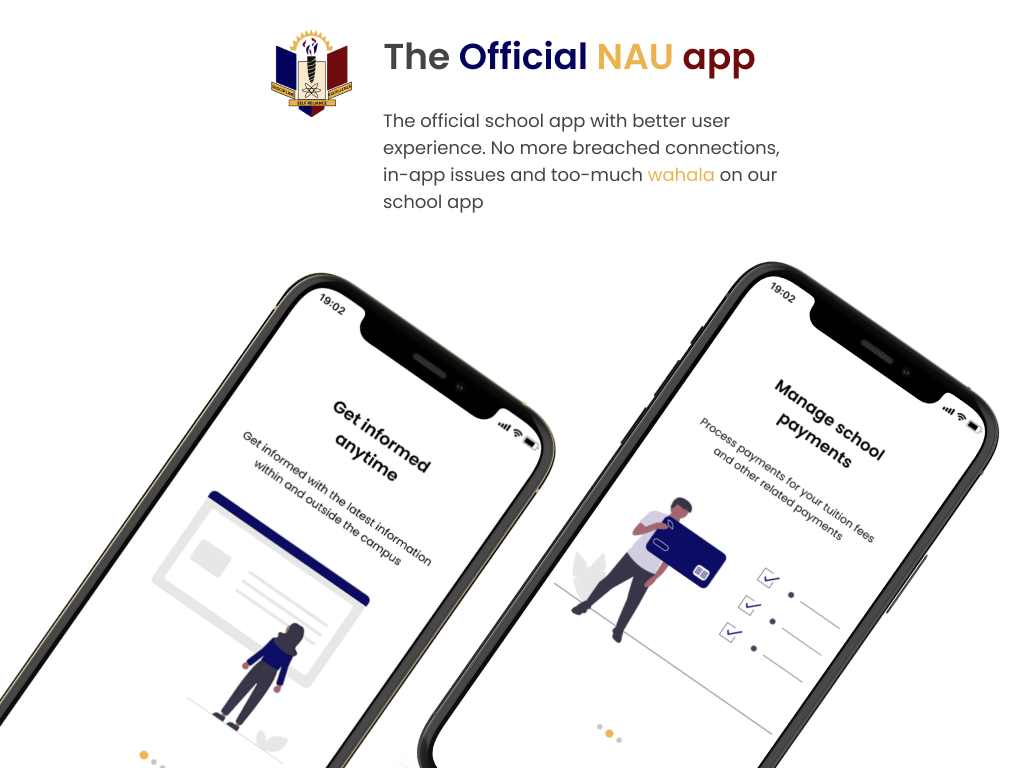 The Official NAU app
The official school app with better user
experience. No more breached connections,
in-app issues and too-much wahala on our
school app
DISCIPLINE
EXCELLENCE
SELF RELIANCE
19:02
Get informed
anytime
Get informed with the latest information
within and outside the campus
19:02
Manage school
payments
Process payments for your tuition fees
and other related payments